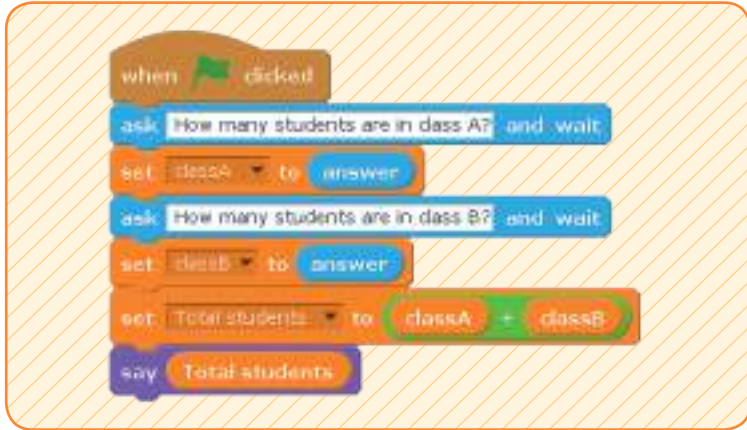 when clicked
ask How many students are in class A? and wait
set classA to answer
ask How many students are in class B? and wait
set classB to answer
set Total students to classA + classB
say Total students